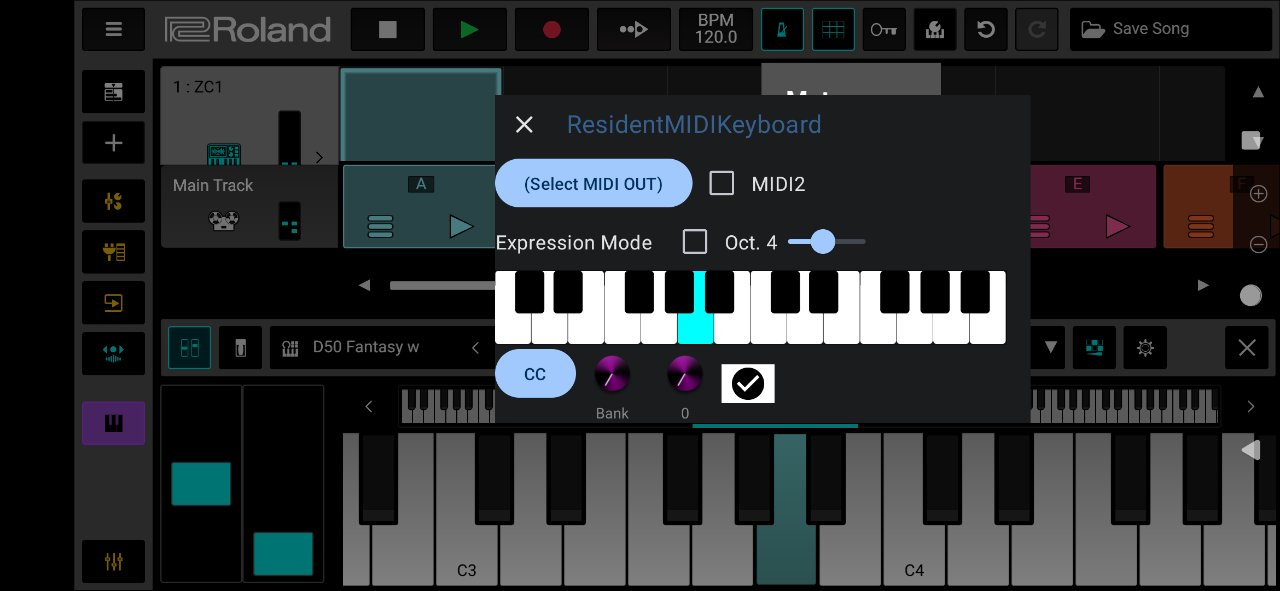 Roland
BPM
120.0
Save Song
1 : ZC1
Main Track
A
E
F
ResidentMIDIKeyboard
(Select MIDI OUT)
MIDI2
Expression Mode
Oct. 4
D50 Fantasy w
CC
Bank
0
C3
C4